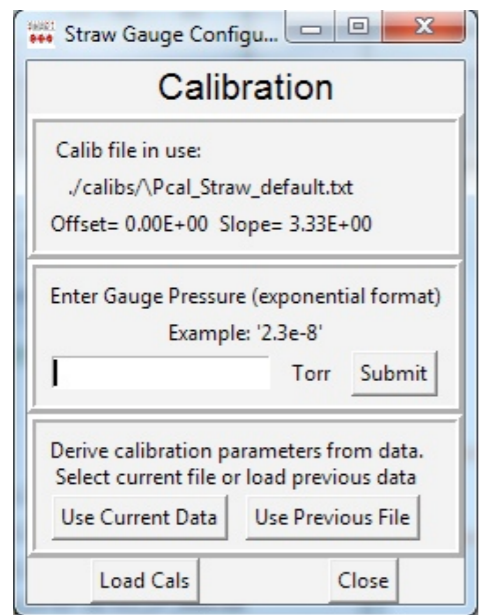 Straw Gauge Configu...
Calibration
Calib file in use:
./calibs/\Pcal_Straw_default.txt
Offset= 0.00E+00 Slope= 3.33E+00
Enter Gauge Pressure (exponential format)
Example: '2.3e-8'
Torr Submit
Derive calibration parameters from data.
Select current file or load previous data
Use Current Data Use Previous File
Load Cals Close